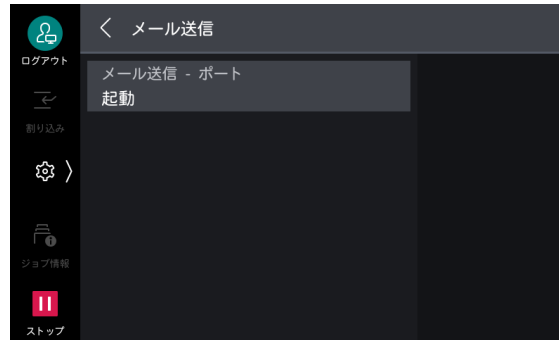 メール送信
ログアウト
メール送信 - ポート
起動
割り込み
ジョブ情報
ストップ